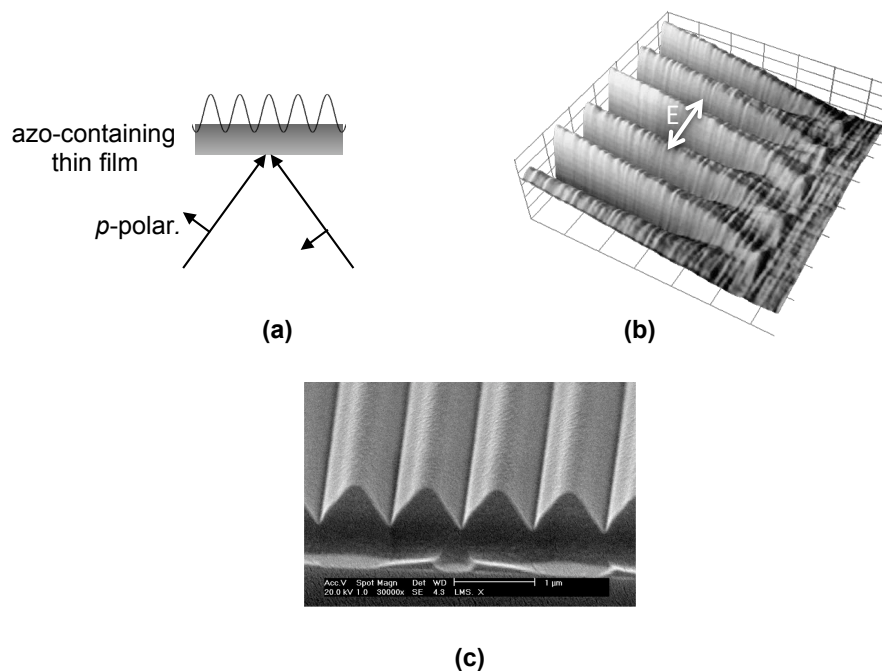 azo-containing
thin film
p-polar.
(a)
E
(b)
Acc.V Spot Magn Det WD 1 µm
20.0 kV 1.0 30000x SE 4.3 LMS. X
(c)